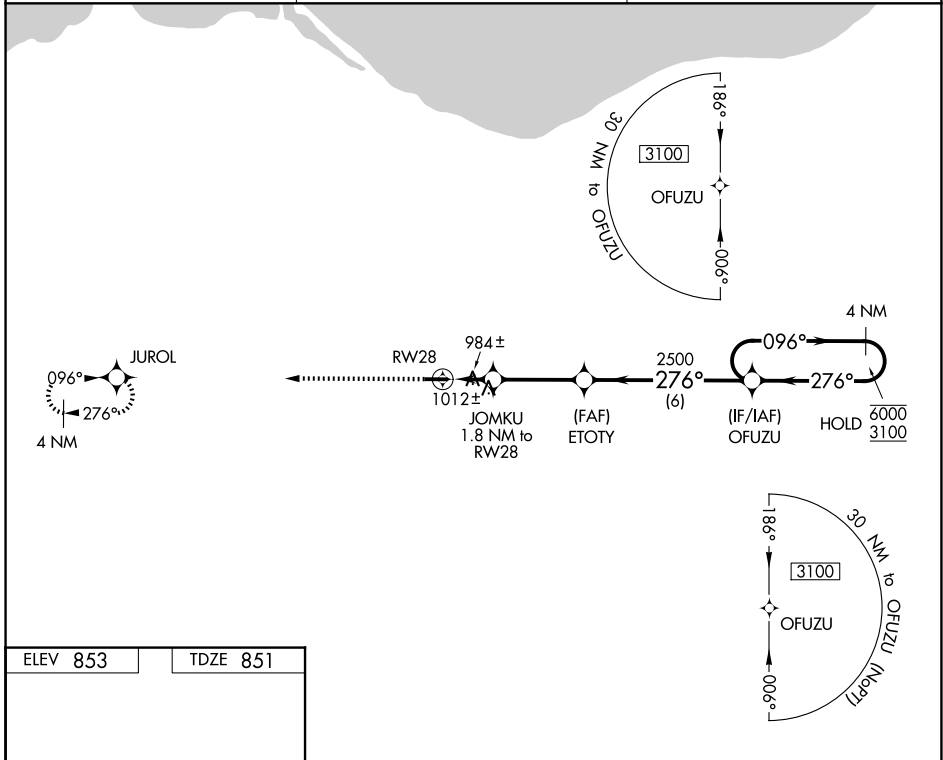 186°
30 NM to OFUZU
3100
OFUZU
006°
4 NM
096°
984±
JUROL
RW28
2500
096°
276°
276°
1012±
(6)
276°
4 NM
JOMKU
1.8 NM to
RW28
(FAF)
ETOTY
(IF/IAF)
OFUZU
HOLD
6000
3100
186°
30 NM to OFUZU (NoPT)
3100
OFUZU
006°
ELEV 853
TDZE 851